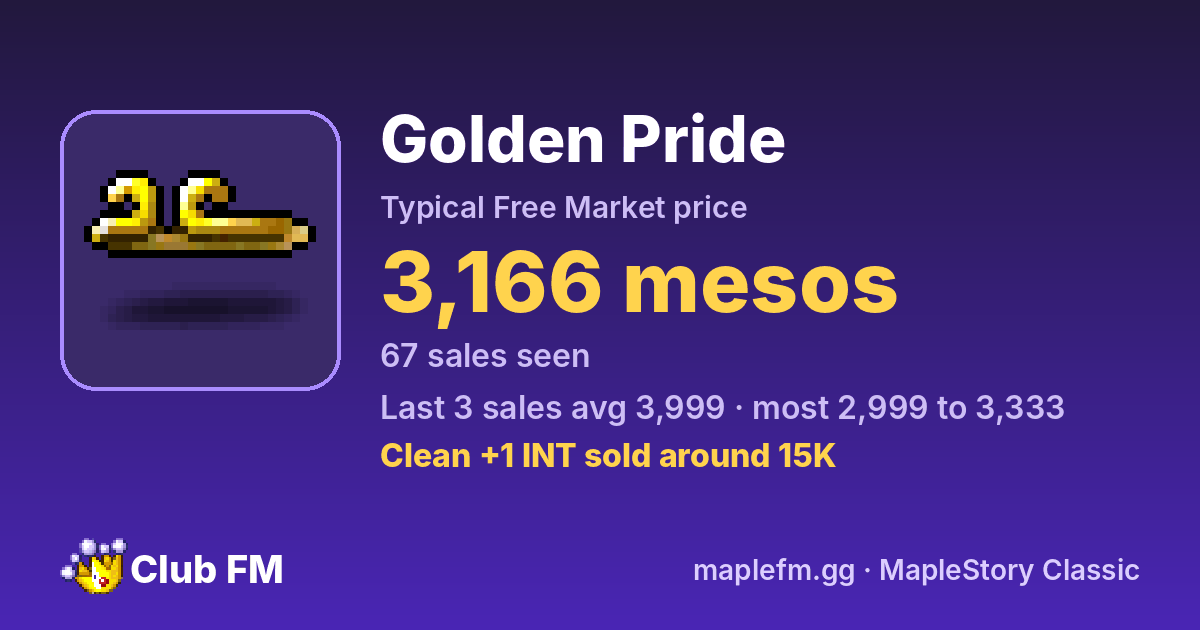 Golden Pride
Typical Free Market price
3,166 mesos
67 sales seen
Last 3 sales avg 3,999 · most 2,999 to 3,333
Clean +1 INT sold around 15K
Club FM
maplefm.gg · MapleStory Classic